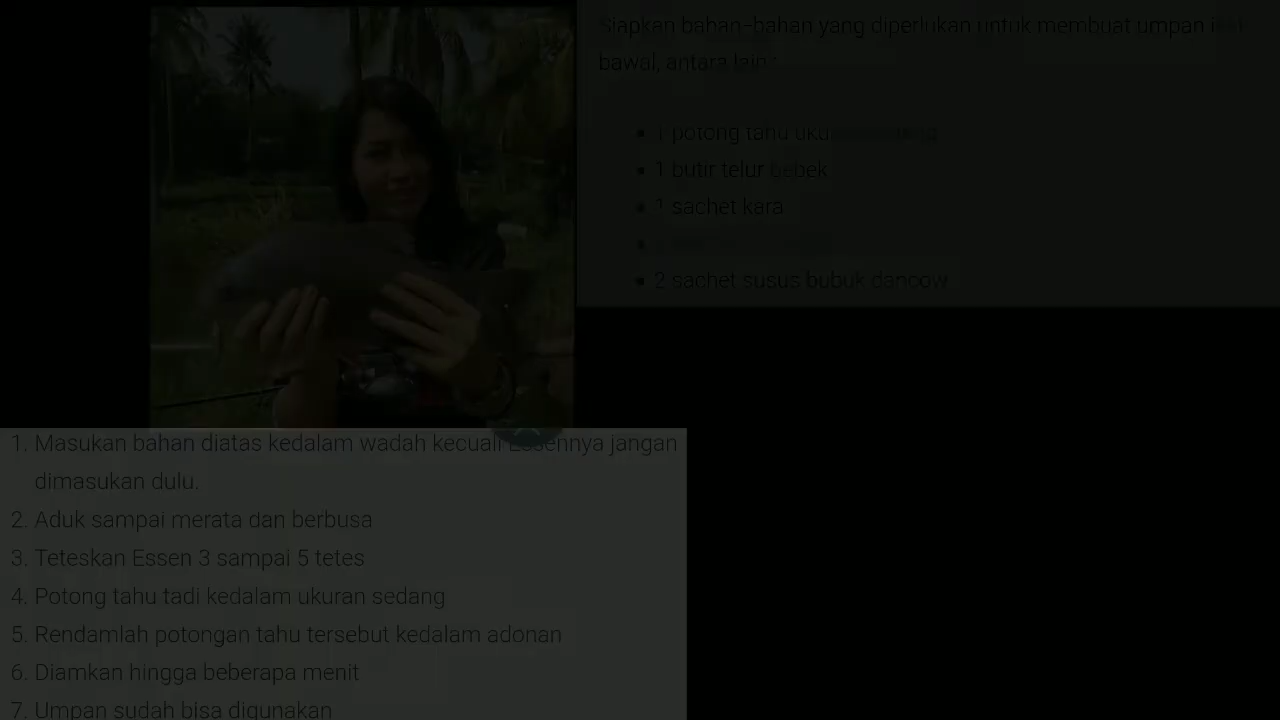 Siapkan bahan-bahan yang diperlukan untuk membuat umpan
bawal, antara lain
1 potong tahu
1 butir telur bebek
1 sachet kara
2 sachet susus bubuk dancow
1. Masukan bahan diatas kedalam wadah kecuali Essennya jangan
dimasukan dulu.
2. Aduk sampai merata dan berbusa
3. Teteskan Essen 3 sampai 5 tetes
4. Potong tahu tadi kedalam ukuran sedang
5. Rendamlah potongan tahu tersebut kedalam adonan
6. Diamkan hingga beberapa menit
7. Umpan sudah bisa digunakan